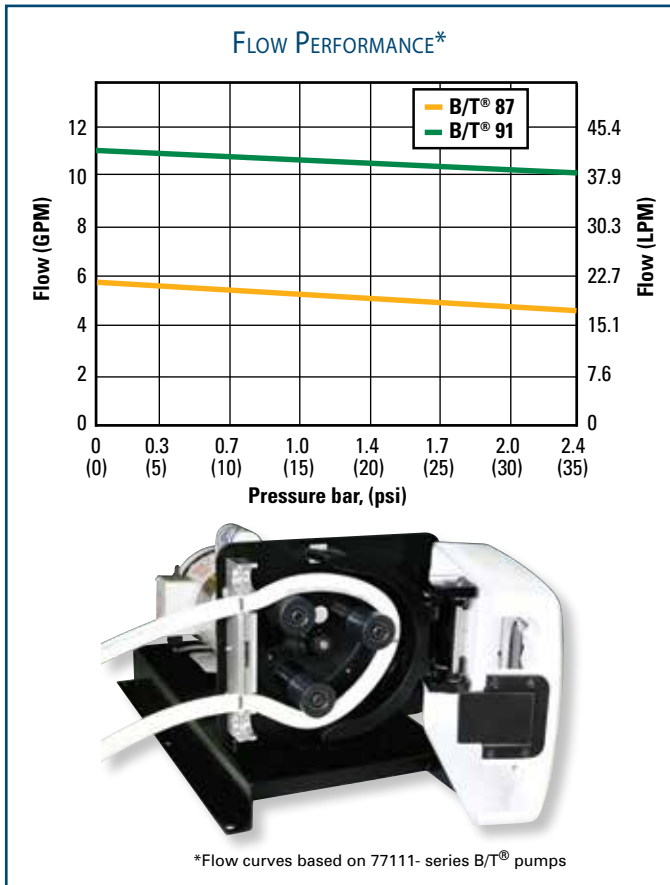 FLOW PERFORMANCE*
B/T® 87
B/T® 91
Flow (GPM)
12
10
8
6
4
2
0
45.4
37.9
30.3
22.7
15.1
7.6
0
Flow (LPM)
0 0.3 0.7 1.0 1.4 1.7 2.0 2.4
(0) (5) (10) (15) (20) (25) (30) (35)
Pressure bar, (psi)
*Flow curves based on 77111- series B/T® pumps